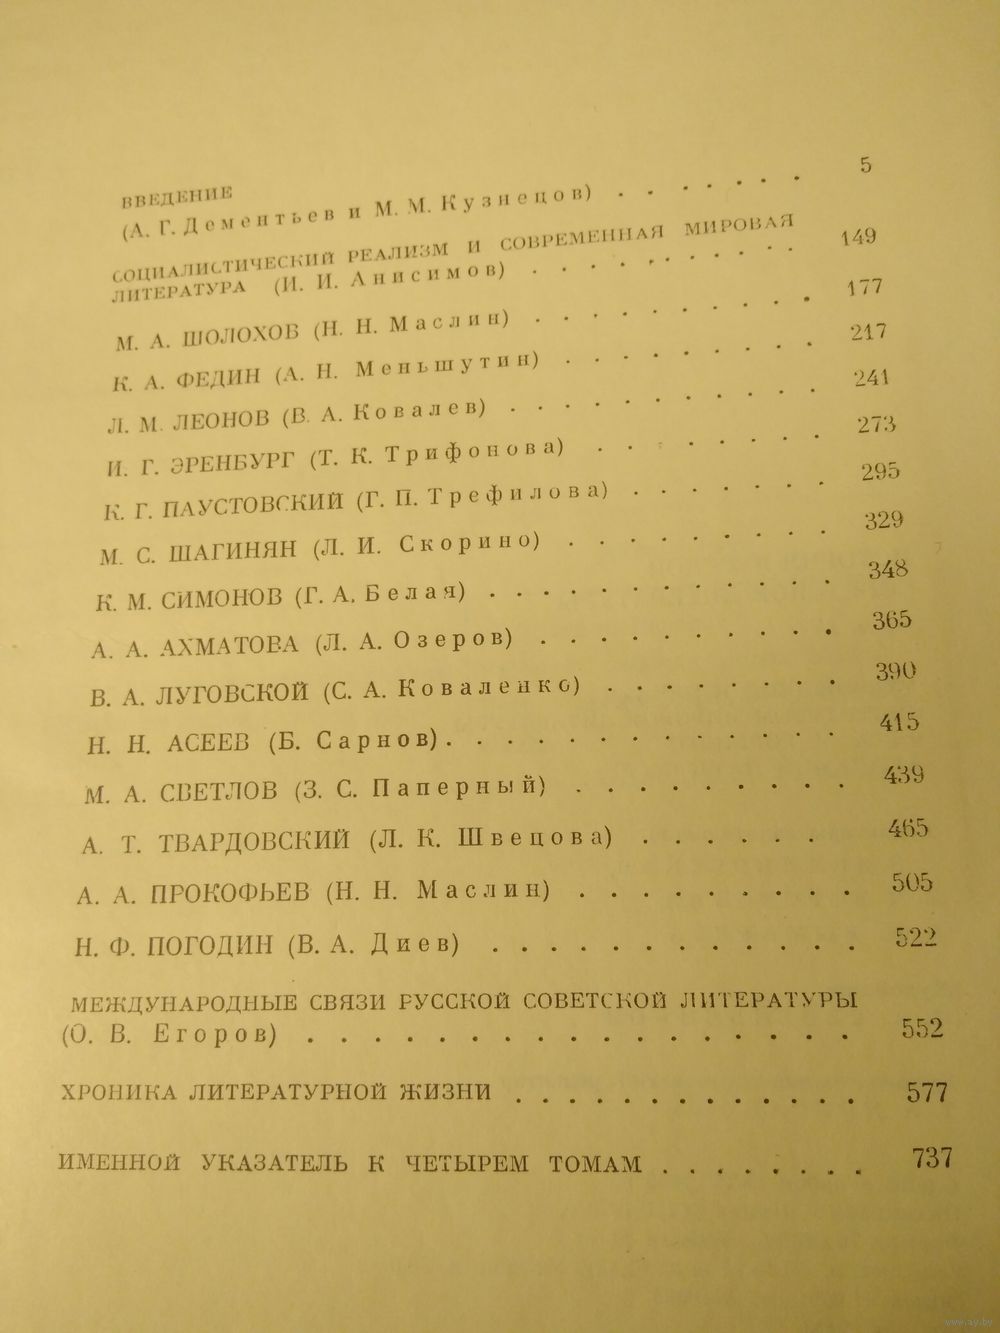 ВВЕДЕНИЕ
(А. Г. Дементьев и М. М. Кузнецов) . . . . . . . 5
СОЦИАЛИСТИЧЕСКИЙ РЕАЛИЗМ И СОВРЕМЕННАЯ МИРОВАЯ
ЛИТЕРАТУРА (И. И. Анисимов) . . . . . . . . . . 149
М. А. ШОЛОХОВ (Н. Н. Маслин) . . . . . . . . . . 177
К. А. ФЕДИН (А. Н. Меньшутин) . . . . . . . . . 217
Л. М. ЛЕОНОВ (В. А. Ковалев) . . . . . . . . . . 241
И. Г. ЭРЕНБУРГ (Т. К. Трифонова) . . . . . . . . 273
К. Г. ПАУСТОВСКИЙ (Г. П. Трефилова) . . . . . . . 295
М. С. ШАГИНЯН (Л. И. Скорино) . . . . . . . . . 329
К. М. СИМОНОВ (Г. А. Белая) . . . . . . . . . . . 348
А. А. АХМАТОВА (Л. А. Озеров) . . . . . . . . . . 365
В. А. ЛУГОВСКОЙ (С. А. Коваленко) . . . . . . . . 390
Н. Н. АСЕЕВ (Б. Сарнов) . . . . . . . . . . . . . 415
М. А. СВЕТЛОВ (З. С. Паперный) . . . . . . . . . 439
А. Т. ТВАРДОВСКИЙ (Л. К. Швецова) . . . . . . 465
А. А. ПРОКОФЬЕВ (Н. Н. Маслин) . . . . . . . . . 505
Н. Ф. ПОГОДИН (В. А. Диев) . . . . . . . . . . . . 522
МЕЖДУНАРОДНЫЕ СВЯЗИ РУССКОЙ СОВЕТСКОЙ ЛИТЕРАТУРЫ
(О. В. Егоров) . . . . . . . . . . . . . . . . . . 552
ХРОНИКА ЛИТЕРАТУРНОЙ ЖИЗНИ . . . . . . . . . . . . . 577
ИМЕННОЙ УКАЗАТЕЛЬ К ЧЕТЫРЕМ ТОМАМ . . . . . . . . 737
www.ay.by